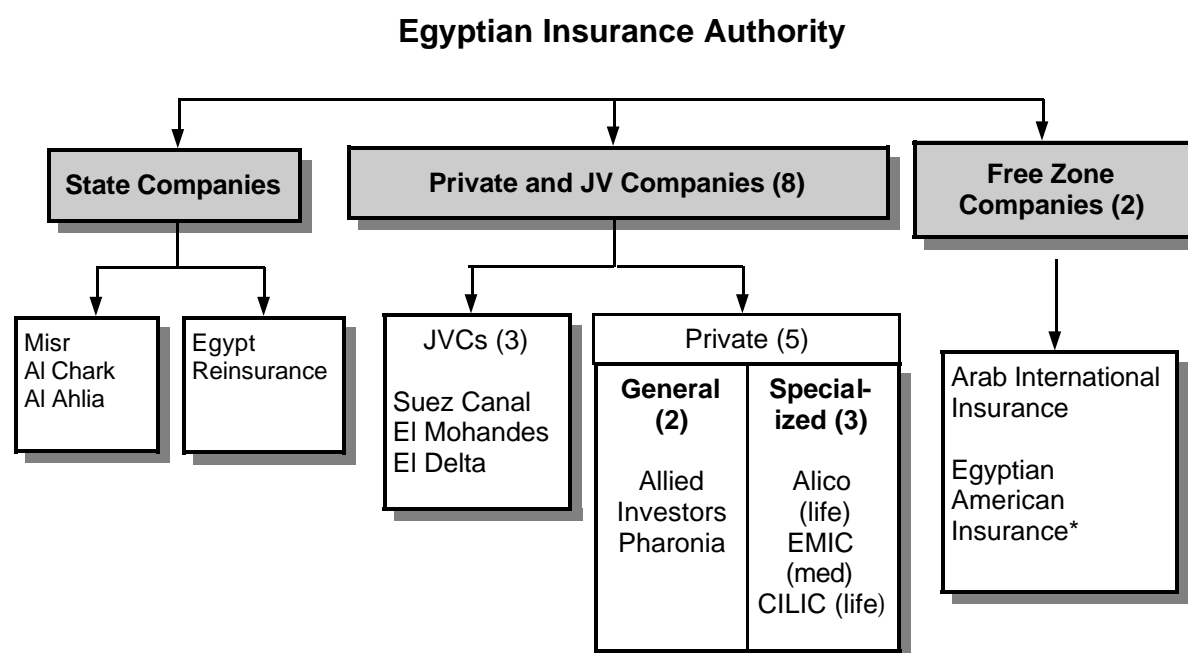 Egyptian Insurance Authority
State Companies
Private and JV Companies (8)
Free Zone
Companies (2)
Misr
Al Chark
Al Ahlia
Egypt
Reinsurance
JVCs (3)
Suez Canal
El Mohandes
El Delta
Private (5)
General
(2)
Allied
Investors
Pharonia
Special-
ized (3)
Alico
(life)
EMIC
(med)
CILIC (life)
Arab International
Insurance
Egyptian
American
Insurance*